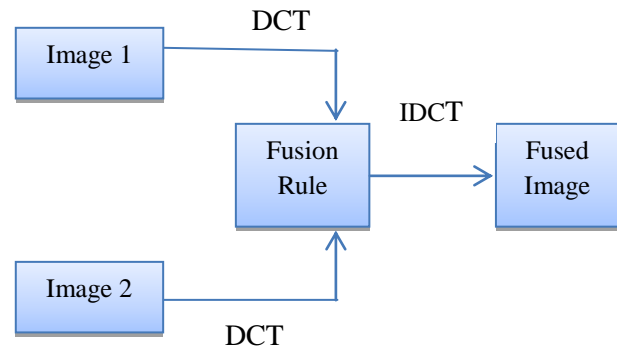 DCT
Image 1
IDCT
Fusion
Rule
Fused
Image
Image 2
DCT